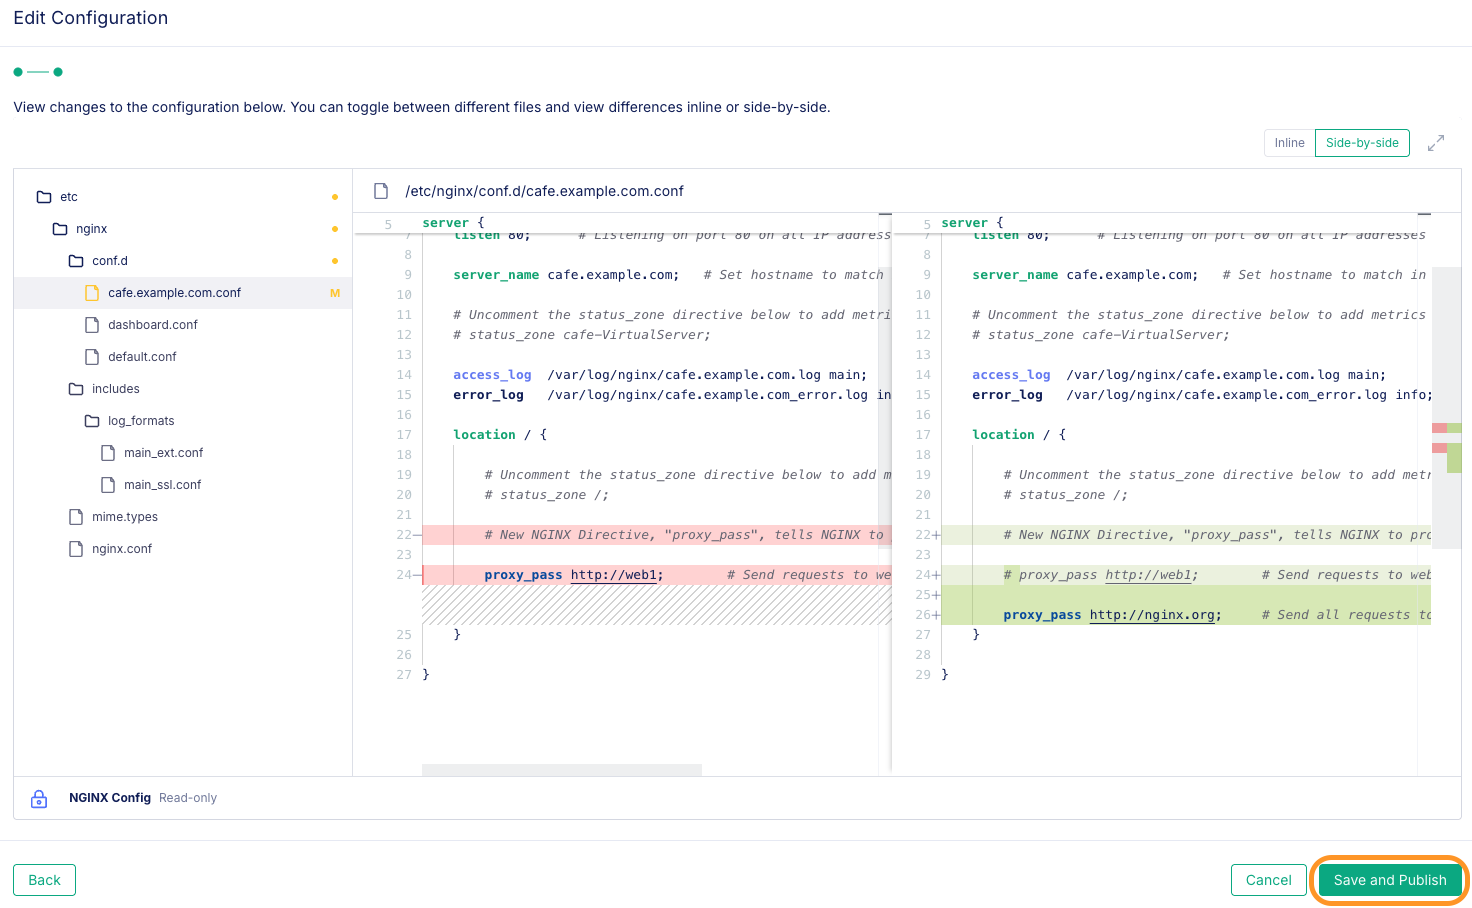 Edit Configuration
View changes to the configuration below. You can toggle between different files and view differences inline or side-by-side.
Inline Side-by-side
etc
nginx
conf.d
cafe.example.com.conf M
dashboard.conf
default.conf
includes
log_formats
main_ext.conf
main_ssl.conf
mime.types
nginx.conf
/etc/nginx/conf.d/cafe.example.com.conf
5 server {
7 listen 80; # Listening on port 80 on all IP address
8
9 server_name cafe.example.com; # Set hostname to match
10
11 # Uncomment the status_zone directive below to add metri
12 # status_zone cafe-VirtualServer;
13
14 access_log /var/log/nginx/cafe.example.com.log main;
15 error_log /var/log/nginx/cafe.example.com_error.log in
16
17 location / {
18
19 # Uncomment the status_zone directive below to add m
20 # status_zone /;
21
22— # New NGINX Directive, "proxy_pass", tells NGINX to
23
24— proxy_pass http://web1; # Send requests to we
25 }
26
27 }
5 server {
7 listen 80; # Listening on port 80 on all IP addresses
8
9 server_name cafe.example.com; # Set hostname to match in
10
11 # Uncomment the status_zone directive below to add metrics
12 # status_zone cafe-VirtualServer;
13
14 access_log /var/log/nginx/cafe.example.com.log main;
15 error_log /var/log/nginx/cafe.example.com_error.log info;
16
17 location / {
18
19 # Uncomment the status_zone directive below to add metr
20 # status_zone /;
21
22+ # New NGINX Directive, "proxy_pass", tells NGINX to pro
23
24+ # proxy_pass http://web1; # Send requests to web
25+
26+ proxy_pass http://nginx.org; # Send all requests to
27 }
28
29 }
NGINX Config Read-only
Back
Cancel
Save and Publish